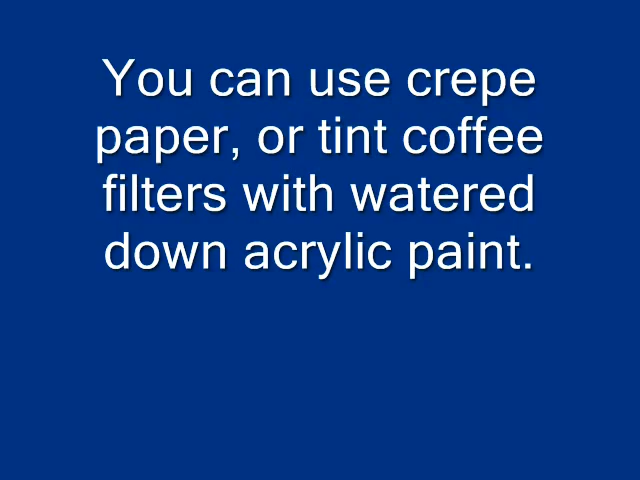 You can use crepe
paper, or tint coffee
filters with watered
down acrylic paint.